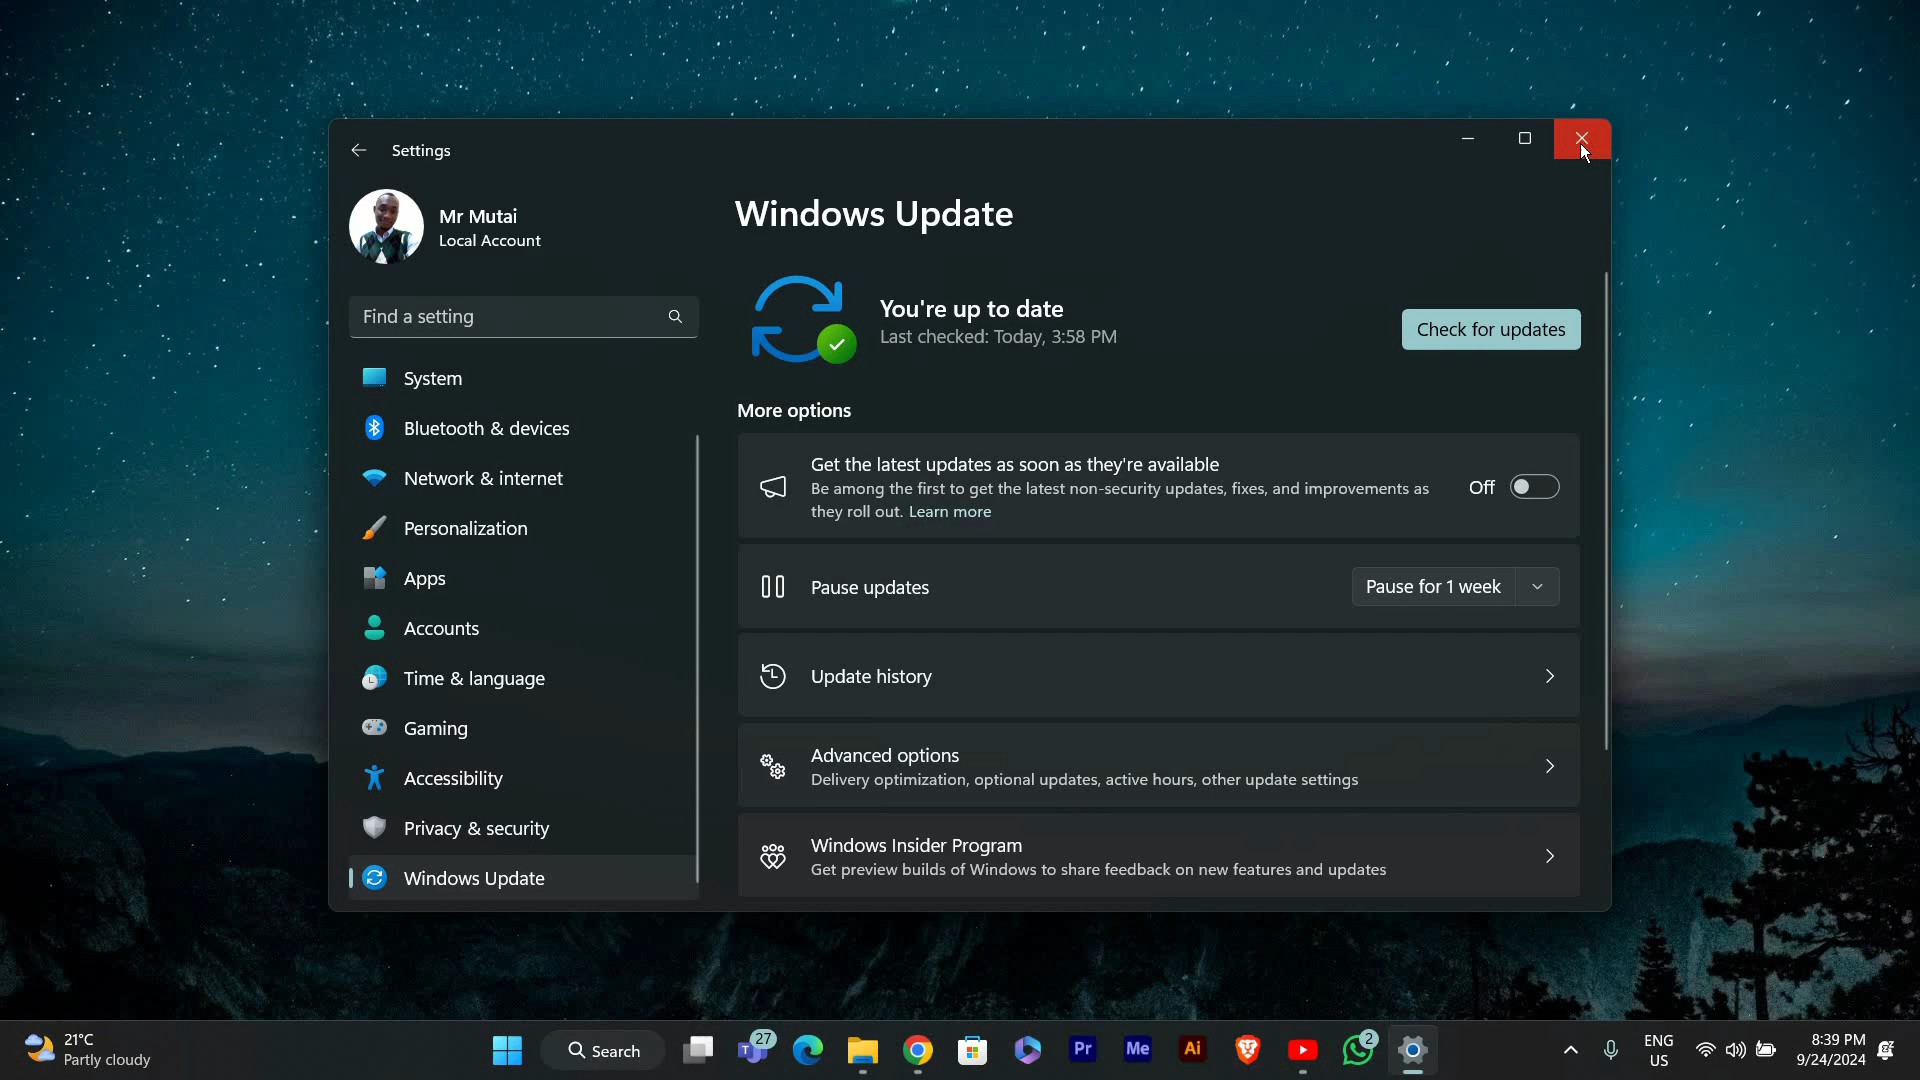 Settings
Mr Mutai
Local Account
Find a setting
System
Bluetooth & devices
Network & internet
Personalization
Apps
Accounts
Time & language
Gaming
Accessibility
Privacy & security
Windows Update
Windows Update
You're up to date
Last checked: Today, 3:58 PM
Check for updates
More options
Get the latest updates as soon as they're available
Be among the first to get the latest non-security updates, fixes, and improvements as
they roll out. Learn more
Off
Pause updates
Pause for 1 week
Update history
Advanced options
Delivery optimization, optional updates, active hours, other update settings
Windows Insider Program
Get preview builds of Windows to share feedback on new features and updates
21°C
Partly cloudy
Search
27
Pr
Me
Ai
2
ENG
US
8:39 PM
9/24/2024